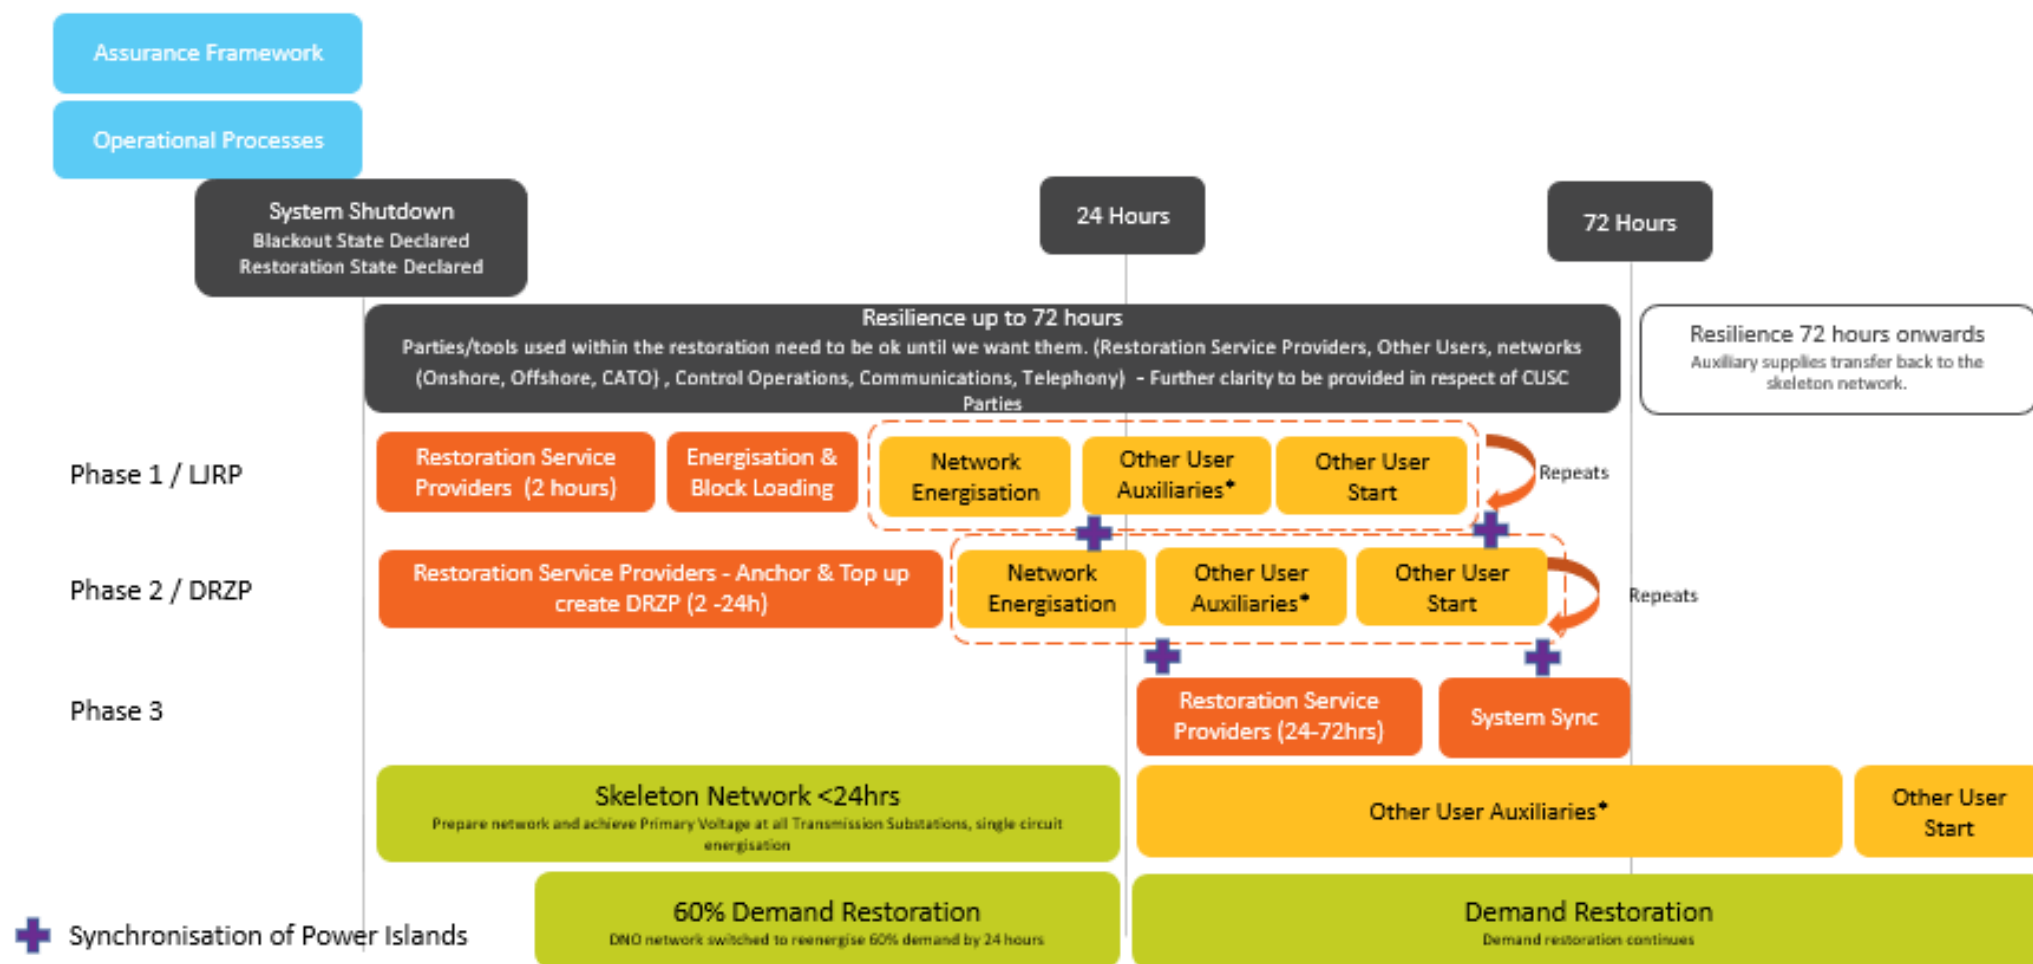 Assurance Framework
Operational Processes
System Shutdown
Blackout State Declared
Restoration State Declared
24 Hours
72 Hours
Resilience up to 72 hours
Parties/tools used within the restoration need to be ok until we want them. (Restoration Service Providers, Other Users, networks
(Onshore, Offshore, CATO) , Control Operations, Communications, Telephony) - Further clarity to be provided in respect of CUSC
Parties
Resilience 72 hours onwards
Auxiliary supplies transfer back to the
skeleton network.
Phase 1 / LJRP
Restoration Service
Providers (2 hours)
Energisation &
Block Loading
Network
Energisation
Other User
Auxiliaries*
Other User
Start
Repeats
Phase 2 / DRZP
Restoration Service Providers - Anchor & Top up
create DRZP (2 -24h)
Network
Energisation
Other User
Auxiliaries*
Other User
Start
Repeats
Phase 3
Restoration Service
Providers (24-72hrs)
System Sync
Skeleton Network <24hrs
Prepare network and achieve Primary Voltage at all Transmission Substations, single circuit
energisation
Other User Auxiliaries*
Other User
Start
60% Demand Restoration
DNO network switched to reenergise 60% demand by 24 hours
Demand Restoration
Demand restoration continues
Synchronisation of Power Islands